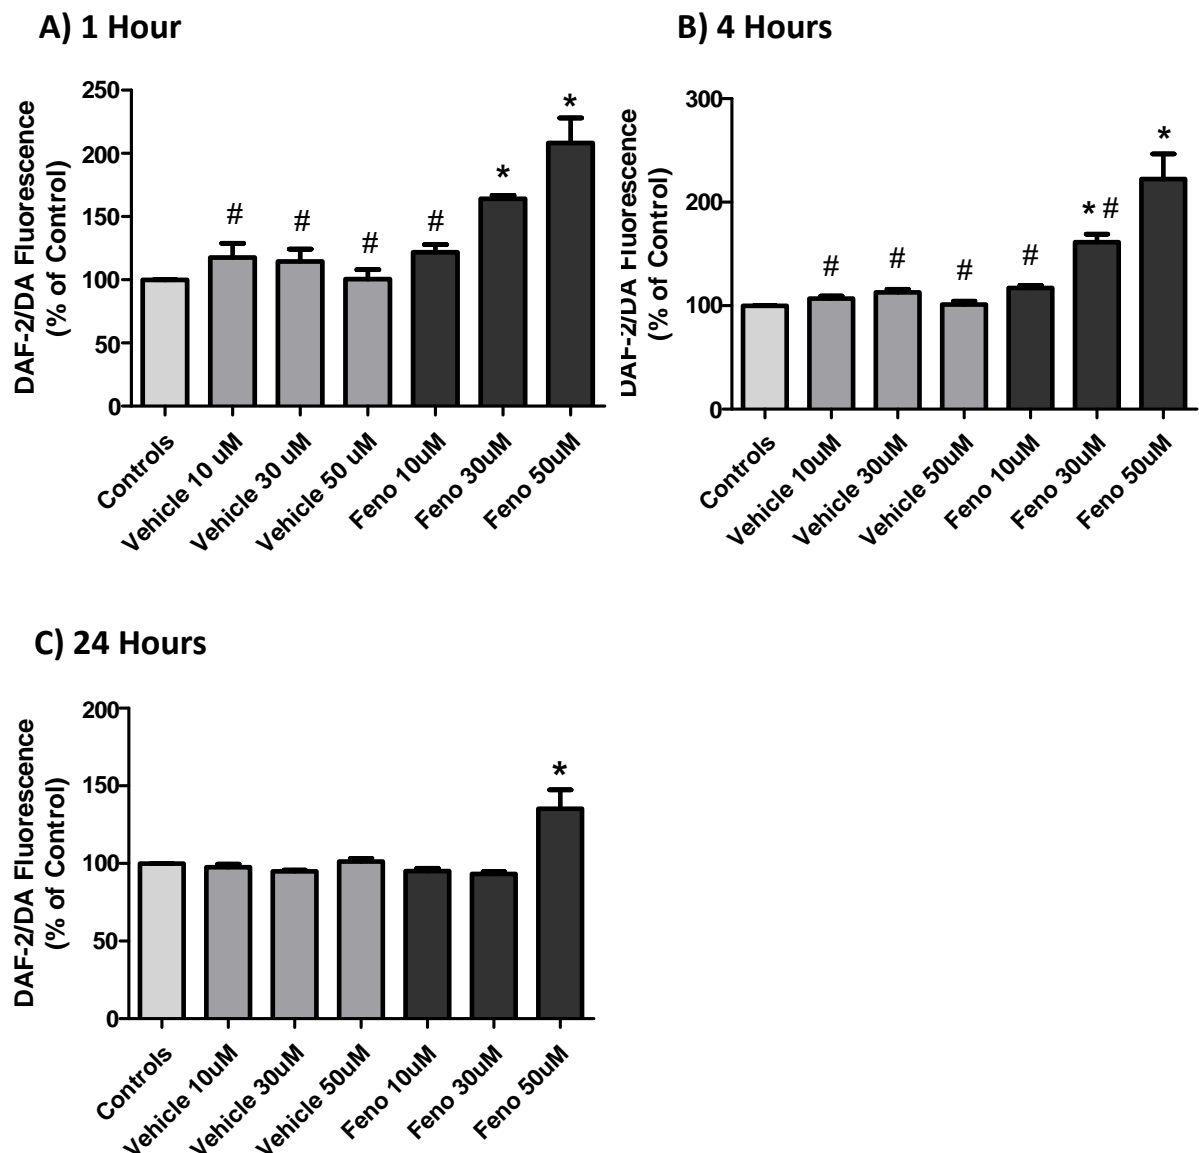 A) 1 Hour
DAF-2/DA Fluorescence
(% of Control)
250
200
150
100
50
0
#
#
#
#
*
*
Controls
Vehicle 10 uM
Vehicle 30 uM
Vehicle 50 uM
Feno 10uM
Feno 30uM
Feno 50uM
B) 4 Hours
DAF-2/DA Fluorescence
(% of Control)
300
200
100
0
#
#
#
#
* #
*
Controls
Vehicle 10uM
Vehicle 30uM
Vehicle 50uM
Feno 10uM
Feno 30uM
Feno 50uM
C) 24 Hours
DAF-2/DA Fluorescence
(% of Control)
200
150
100
50
0
*
Controls
Vehicle 10uM
Vehicle 30uM
Vehicle 50uM
Feno 10uM
Feno 30uM
Feno 50uM